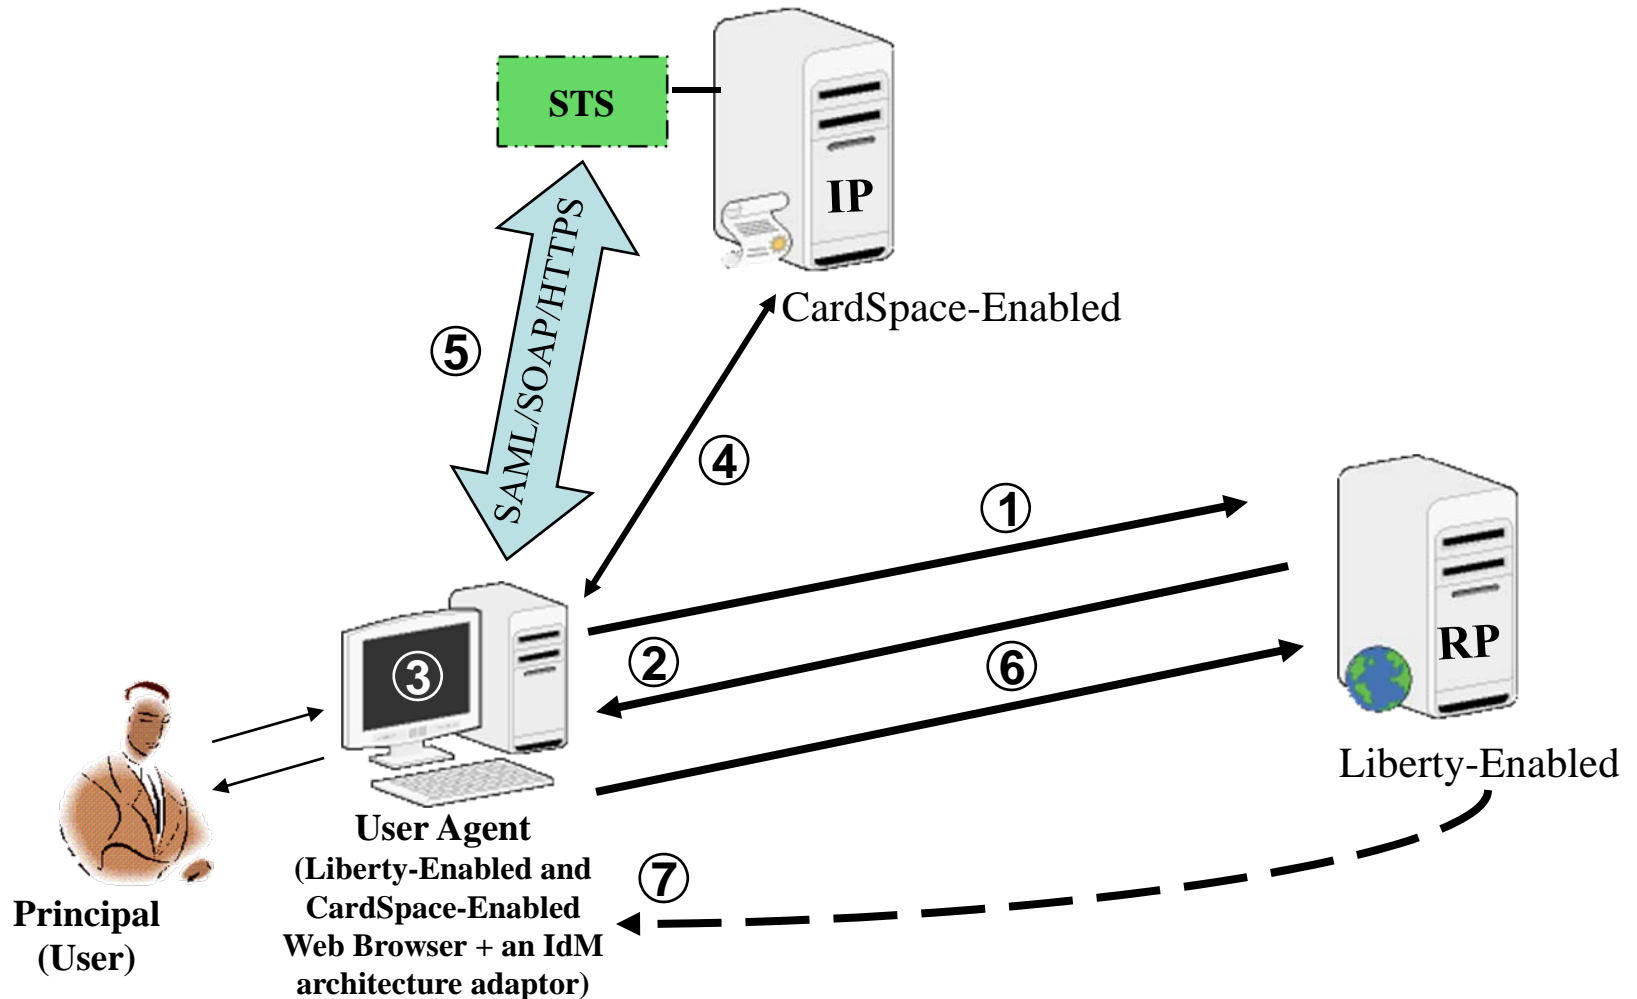 STS
IP
CardSpace-Enabled
SAML/SOAP/HTTPS
⑤
④
①
②
⑥
③
RP
Liberty-Enabled
⑦
User Agent
(Liberty-Enabled and
CardSpace-Enabled
Web Browser + an IdM
architecture adaptor)
Principal
(User)